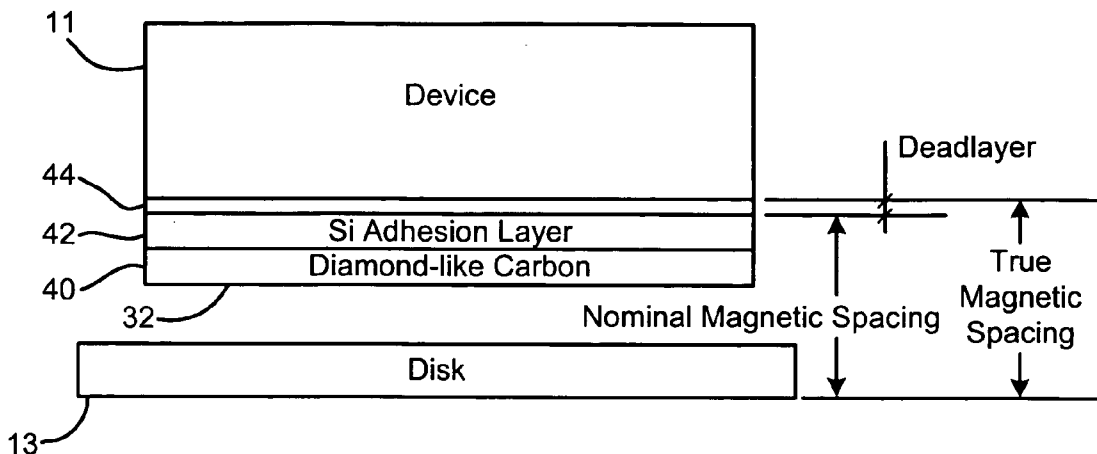 11
Device
Deadlayer
44
42
Si Adhesion Layer
40
Diamond-like Carbon
32
Nominal Magnetic Spacing
True
Magnetic
Spacing
Disk
13